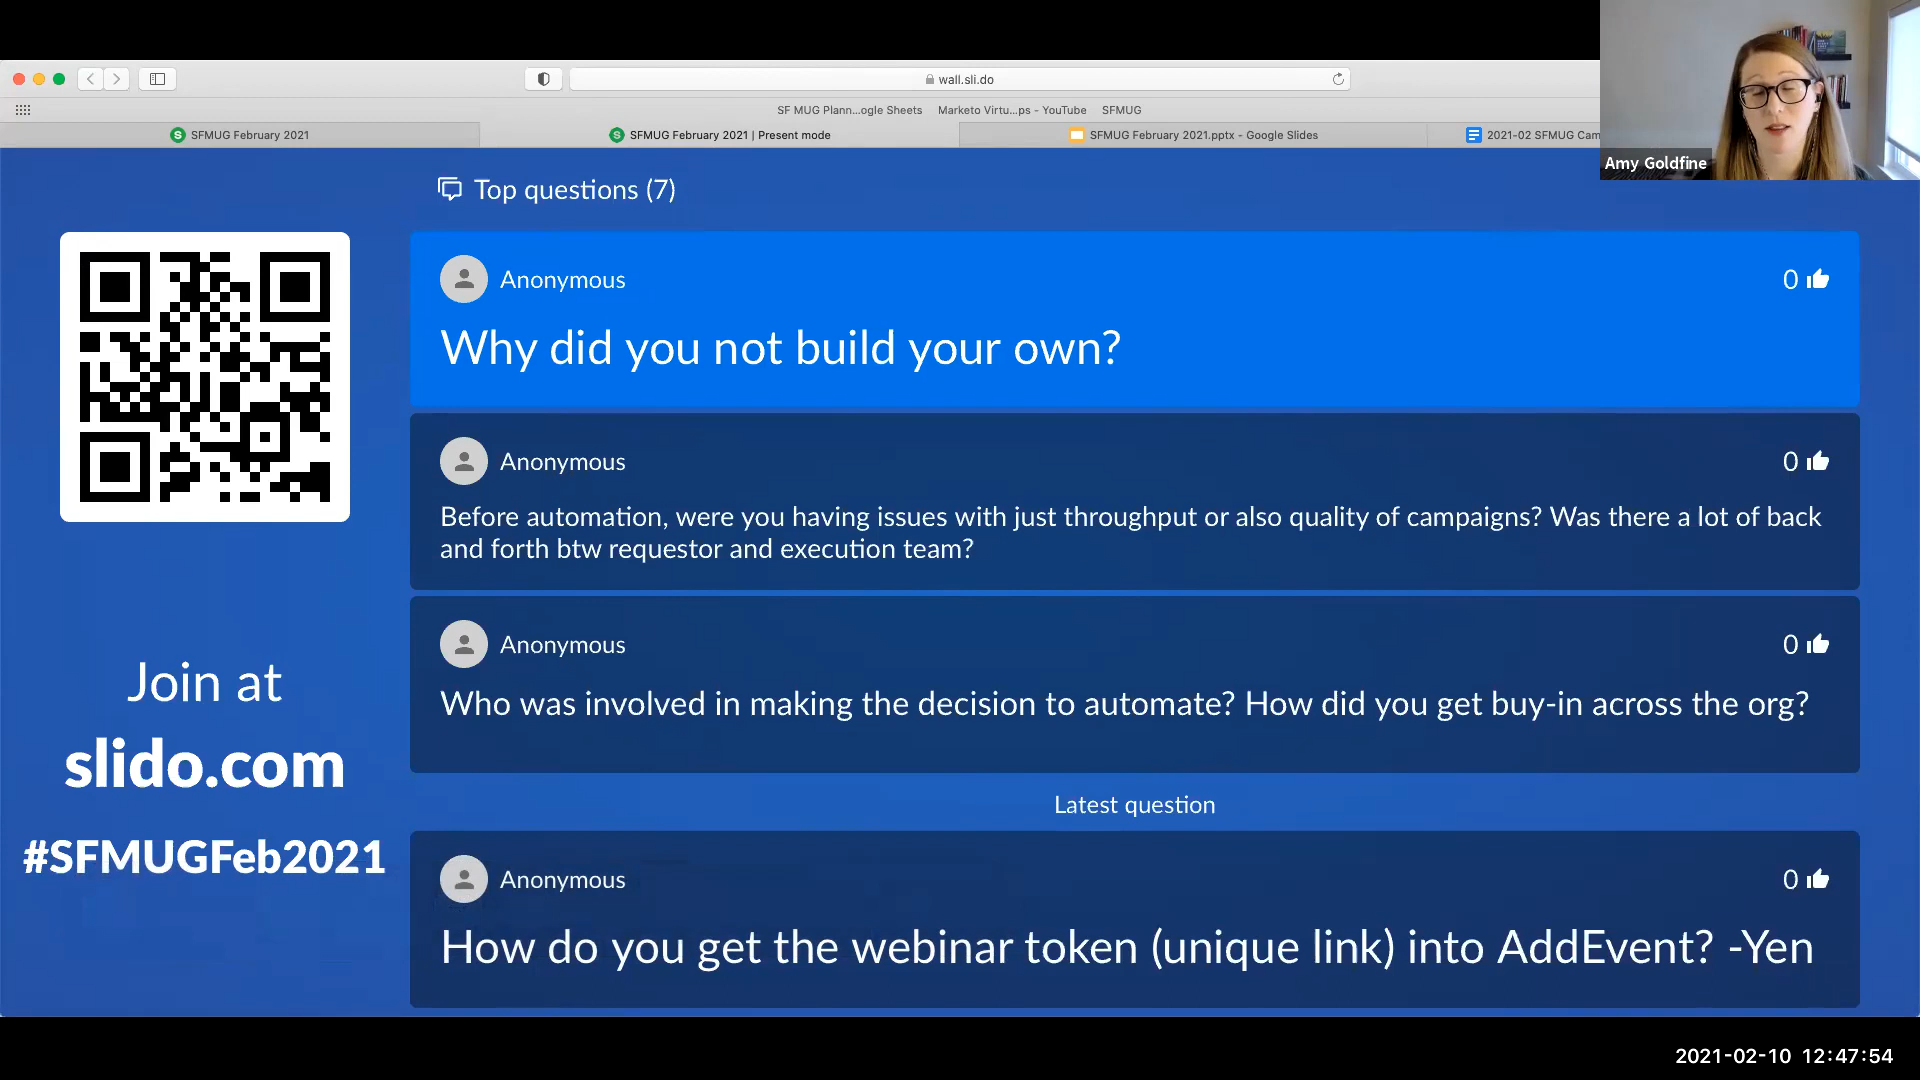 wall.sli.do
SF MUG Plann...ogle Sheets Marketo Virtu...ps - YouTube SFMUG
SFMUG February 2021 SFMUG February 2021 | Present mode SFMUG February 2021.pptx - Google Slides 2021-02 SFMUG Cam
Amy Goldfine
Top questions (7)
Anonymous 0
Why did you not build your own?
Anonymous 0
Before automation, were you having issues with just throughput or also quality of campaigns? Was there a lot of back
and forth btw requestor and execution team?
Anonymous 0
Who was involved in making the decision to automate? How did you get buy-in across the org?
Join at
slido.com
#SFMUGFeb2021
Latest question
Anonymous 0
How do you get the webinar token (unique link) into AddEvent? -Yen
2021-02-10 12:47:54